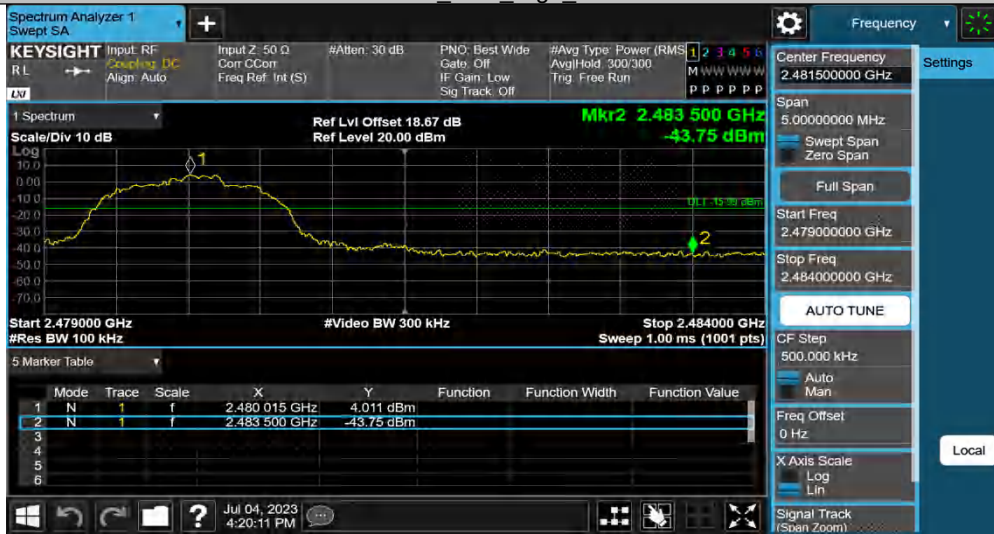 Spectrum Analyzer 1
Swept SA
+
Frequency
KEYSIGHT
RL
LXI
Input: RF
Coupling: DC
Align: Auto
Input Z: 50 Ω
Corr CCorr
Freq Ref: Int (S)
#Atten: 30 dB
PNO: Best Wide
Gate: Off
IF Gain: Low
Sig Track: Off
#Avg Type: Power (RMS
Avg|Hold: 300/300
Trig: Free Run
1 2 3 4 5 6
M W W W W W
P P P P P P
Center Frequency
2.481500000 GHz
Settings
1 Spectrum
Scale/Div 10 dB
Ref Lvl Offset 18.67 dB
Ref Level 20.00 dBm
Mkr2 2.483 500 GHz
-43.75 dBm
Log
10.0
0.00
-10.0
-20.0
-30.0
-40.0
-50.0
-60.0
-70.0
1
2
DL1 -15.99 dBm
Start 2.479000 GHz
#Res BW 100 kHz
#Video BW 300 kHz
Stop 2.484000 GHz
Sweep 1.00 ms (1001 pts)
Span
5.00000000 MHz
Swept Span
Zero Span
Full Span
Start Freq
2.479000000 GHz
Stop Freq
2.484000000 GHz
AUTO TUNE
CF Step
500.000 kHz
Auto
Man
Freq Offset
0 Hz
X Axis Scale
Log
Lin
Signal Track
(Span Zoom)
Local
5 Marker Table
Mode Trace Scale X Y Function Function Width Function Value
1 N 1 f 2.480 015 GHz 4.011 dBm
2 N 1 f 2.483 500 GHz -43.75 dBm
3
4
5
6
?
Jul 04, 2023
4:20:11 PM